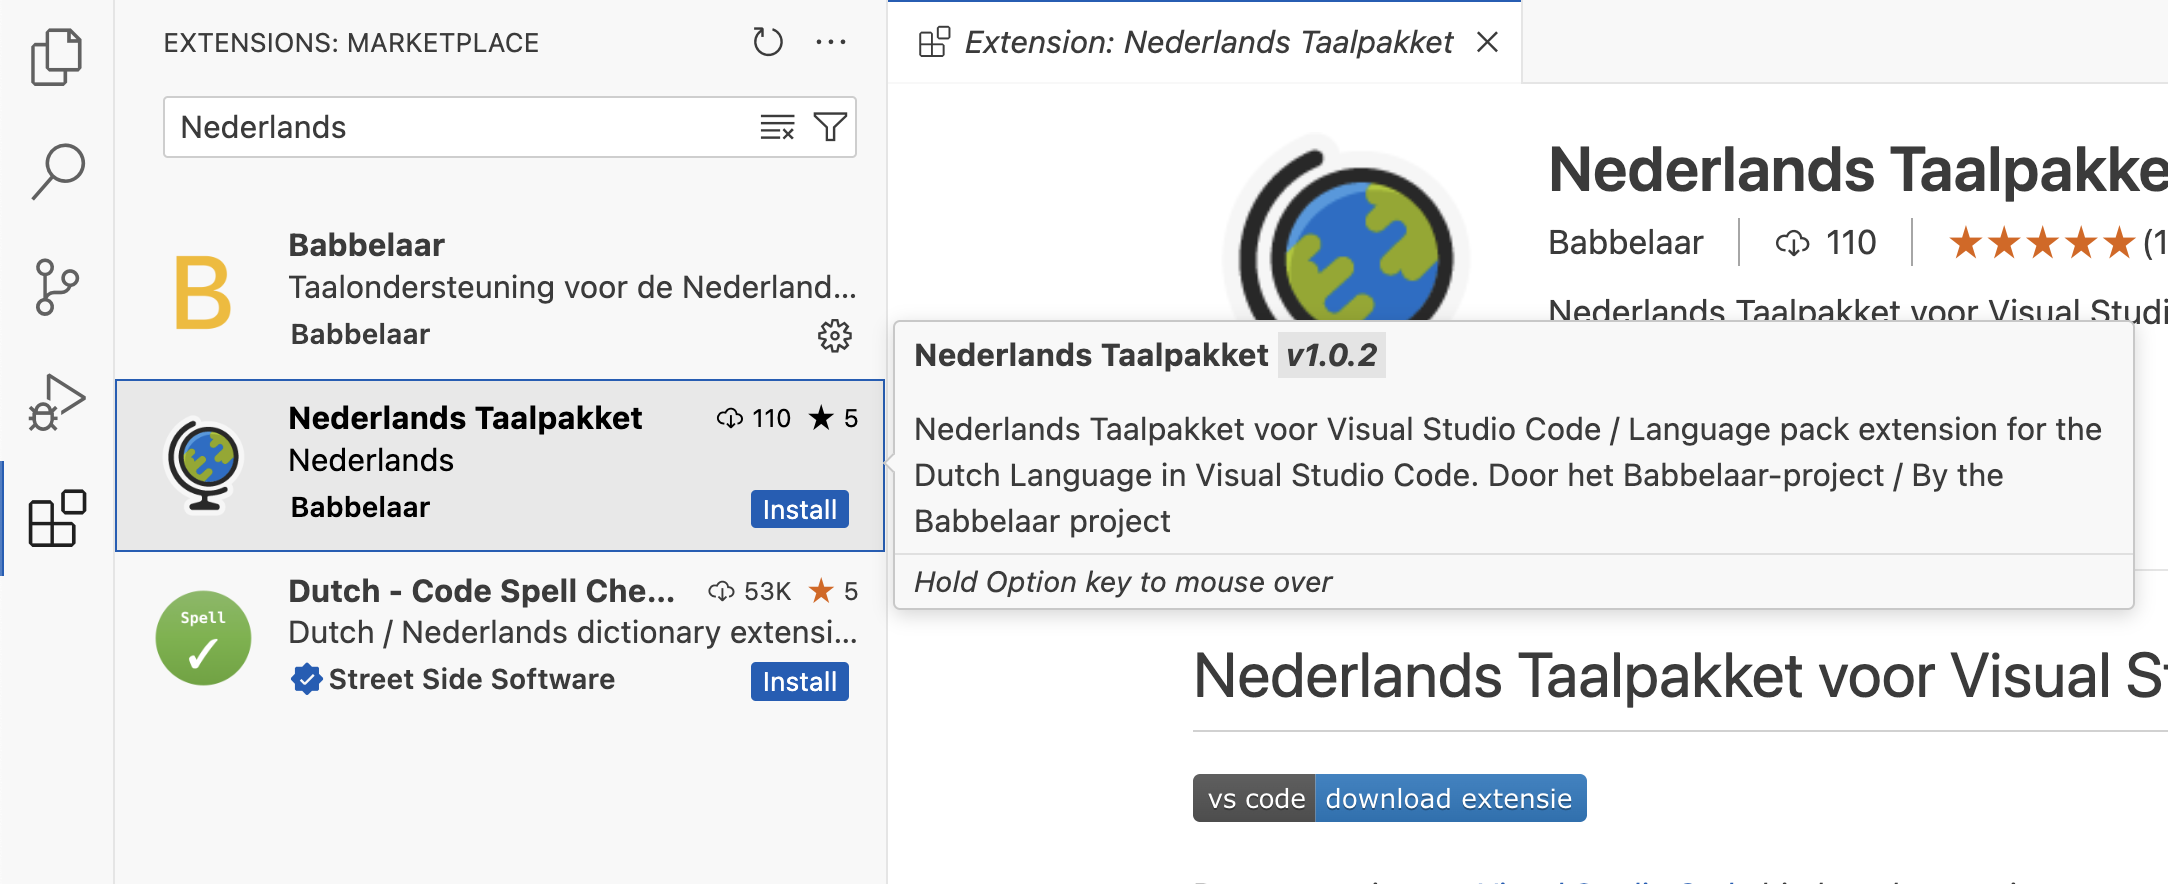 EXTENSIONS: MARKETPLACE
Nederlands
B
Babbelaar
Taalondersteuning voor de Nederland...
Babbelaar
Nederlands Taalpakket 110 ★ 5
Nederlands
Babbelaar
Install
Dutch - Code Spell Che... 53K ★ 5
Spell
Dutch / Nederlands dictionary extensi...
Street Side Software
Install
Extension: Nederlands Taalpakket
Nederlands Taalpakke
Babbelaar 110 ★★★★★ (1
Nederlands Taalpakket voor Visual Studi
Nederlands Taalpakket v1.0.2
Nederlands Taalpakket voor Visual Studio Code / Language pack extension for the
Dutch Language in Visual Studio Code. Door het Babbelaar-project / By the
Babbelaar project
Hold Option key to mouse over
Nederlands Taalpakket voor Visual St
vs code download extensie